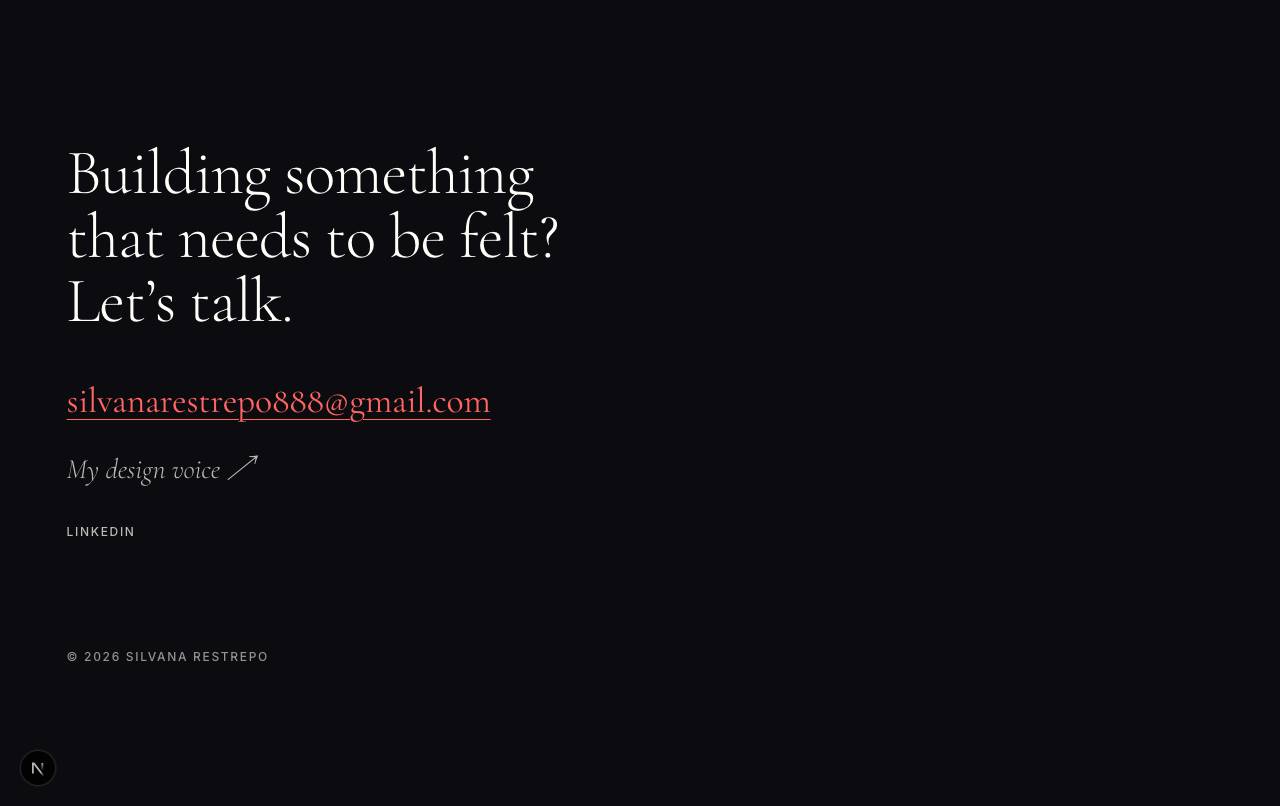 Building something
that needs to be felt?
Let’s talk.
silvanarestrepo888@gmail.com
My design voice ↗
LINKEDIN
© 2026 SILVANA RESTREPO
N